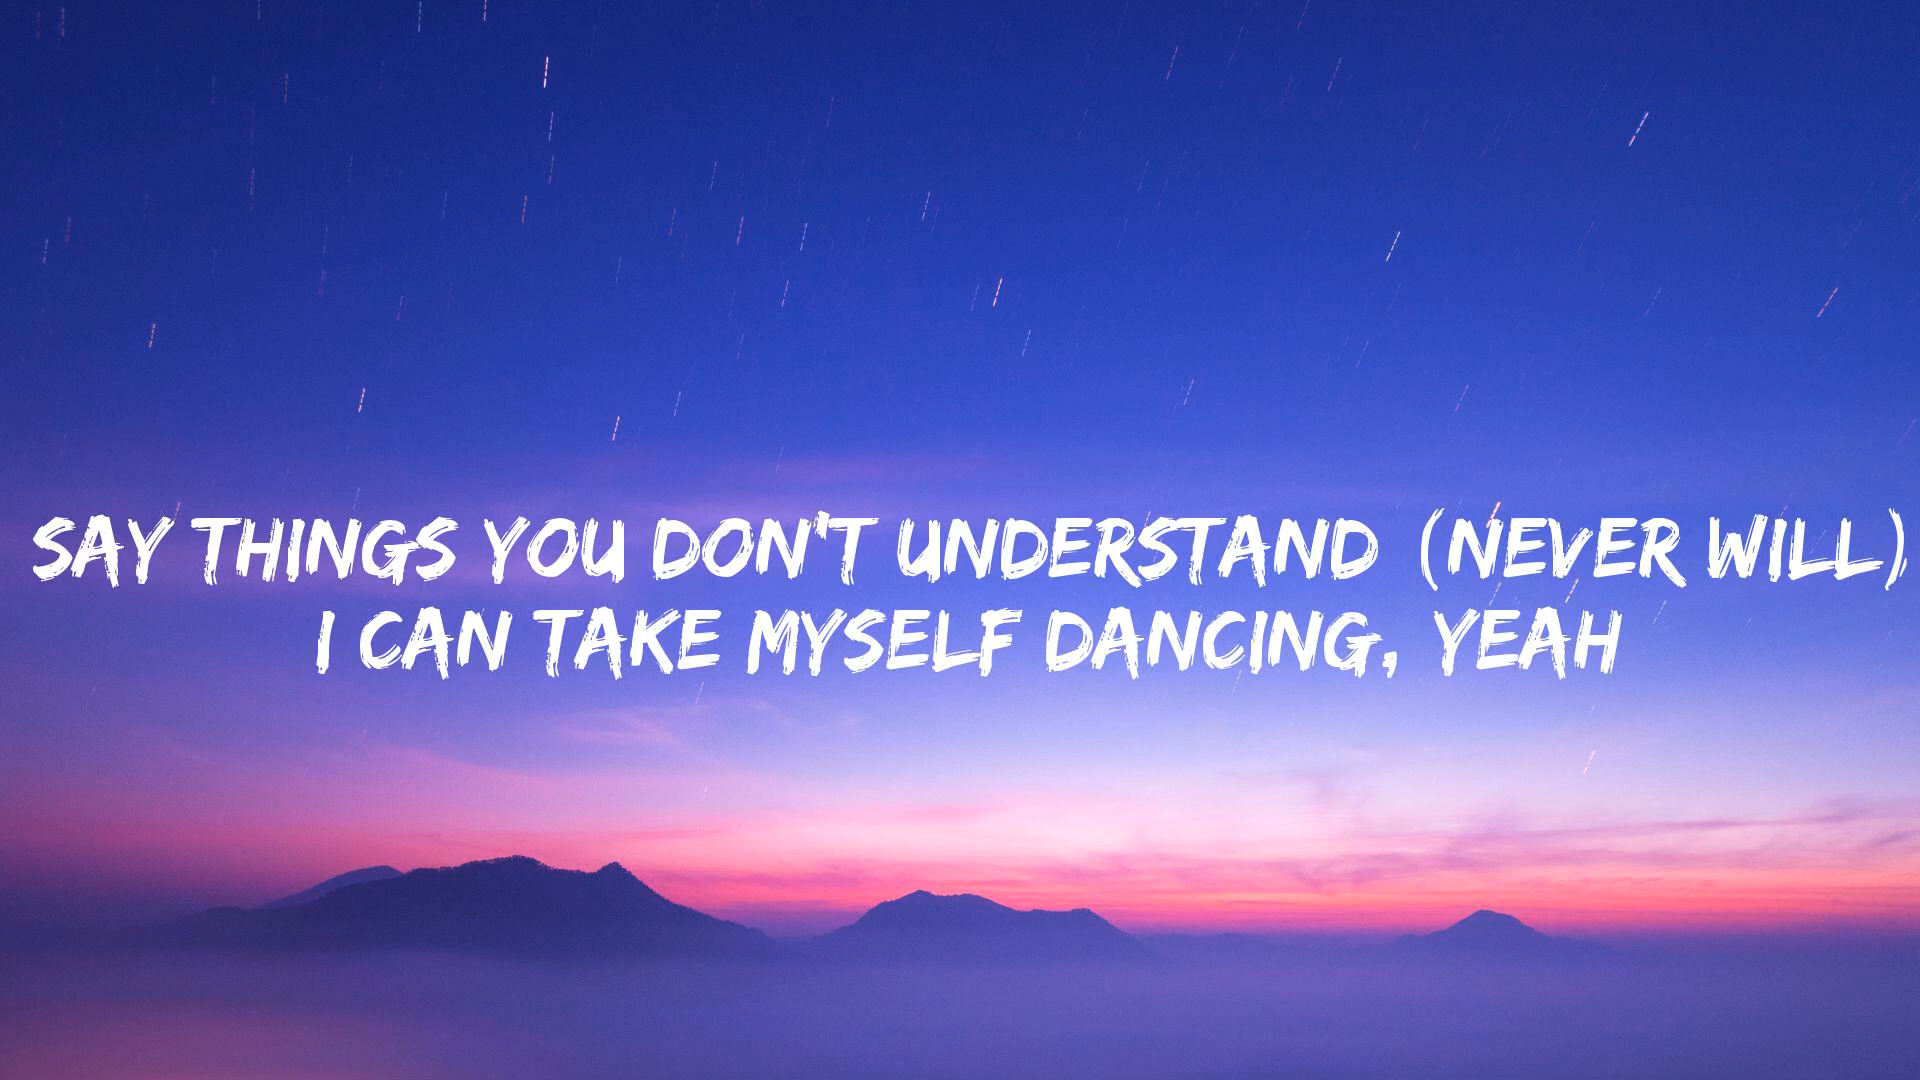 SAY THINGS YOU DON'T UNDERSTAND (NEVER WILL)
I CAN TAKE MYSELF DANCING, YEAH